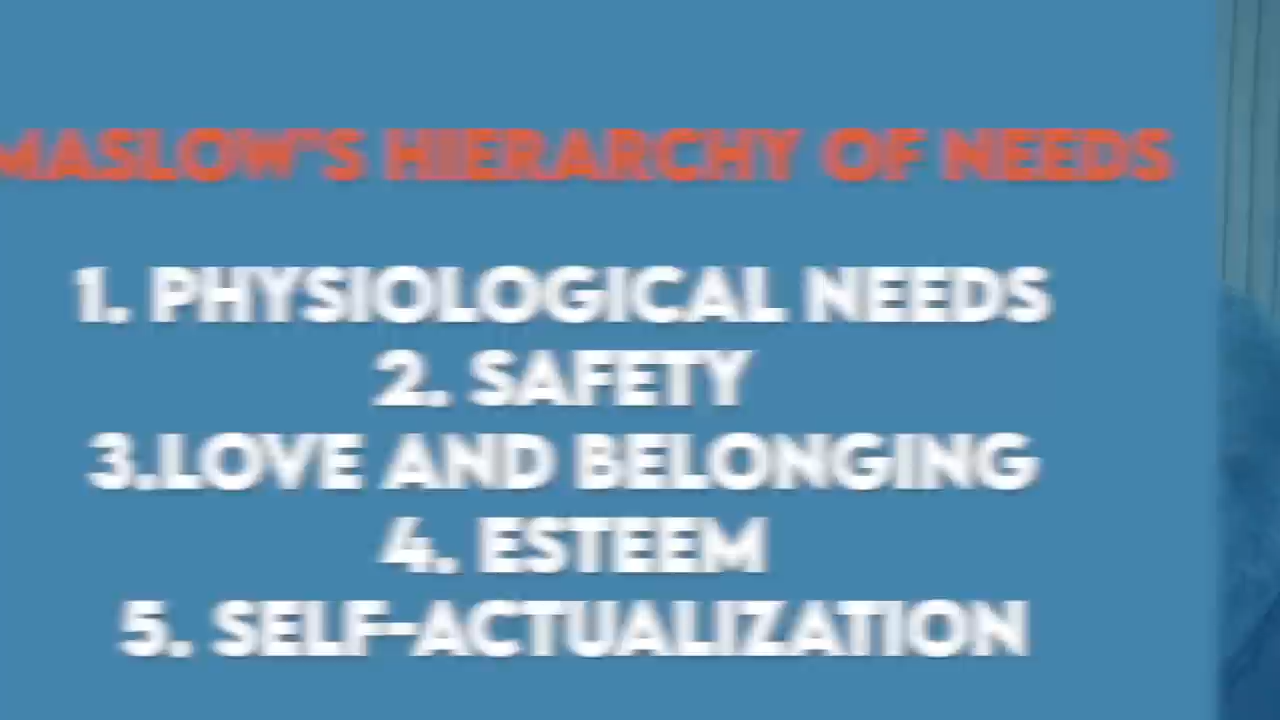 MASLOW'S HIERARCHY OF NEEDS
1. PHYSIOLOGICAL NEEDS
2. SAFETY
3.LOVE AND BELONGING
4. ESTEEM
5. SELF-ACTUALIZATION